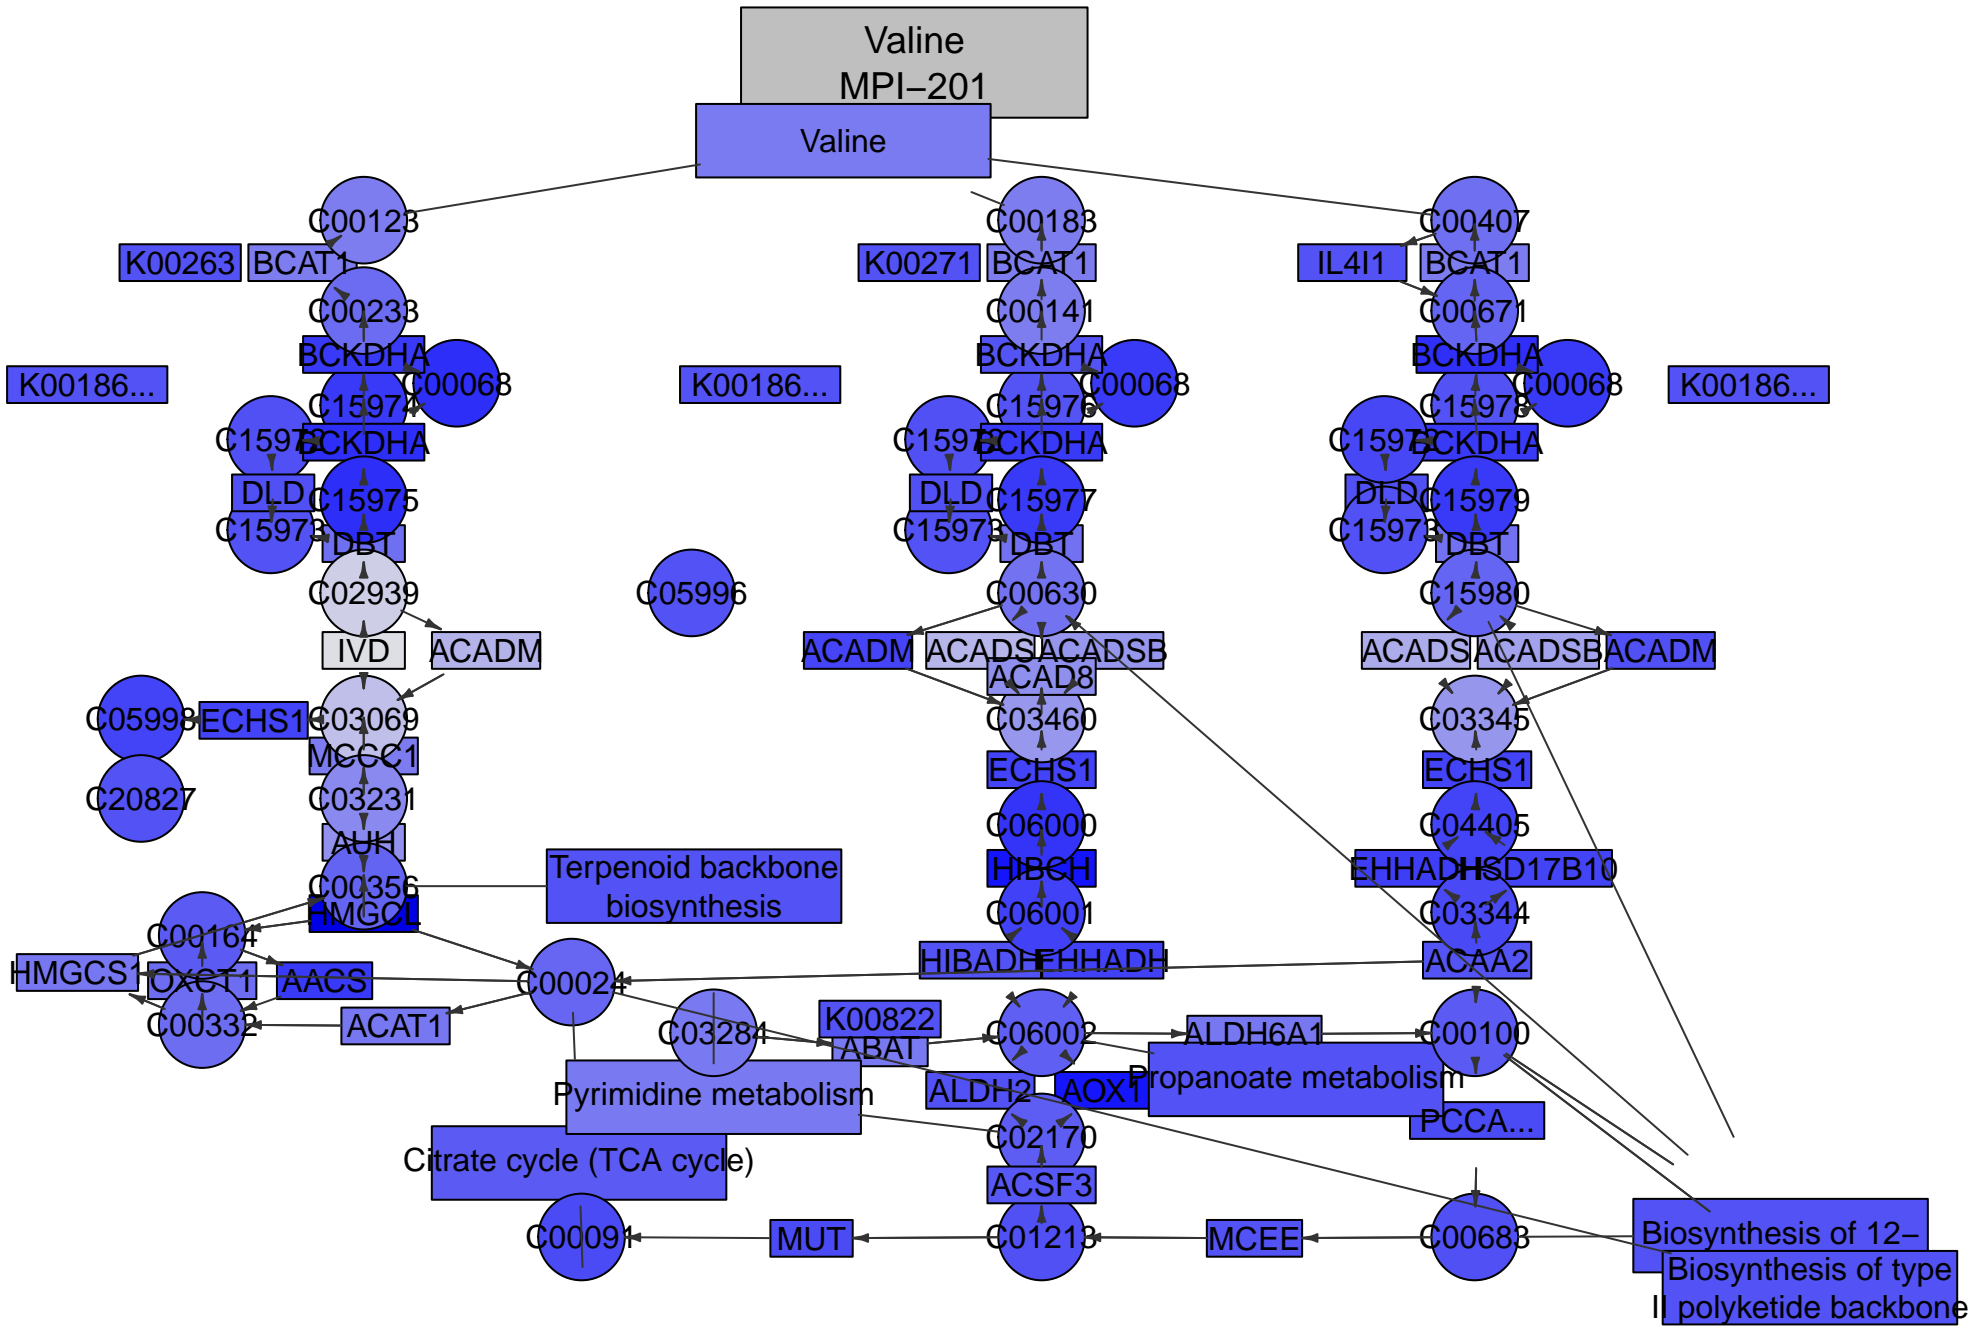 Valine
MPI–201
Valine
C00123
C00183
C00407
K00263
BCAT1
K00271
BCAT1
IL4I1
BCAT1
C00233
C00141
C00671
BCKDHA
BCKDHA
BCKDHA
K00186...
C00068
K00186...
C00068
C00068
K00186...
C15974
C15976
C15978
C15972
BCKDHA
C15972
BCKDHA
C15972
BCKDHA
DLD
C15975
DLD
C15977
DLD
C15979
C15973
DBT
C15973
DBT
C15973
DBT
C02939
C05996
C00630
C15980
IVD
ACADM
ACADM
ACADS
ACADSB
ACADS
ACADSB
ACADM
ACAD8
C05998
ECHS1
C03069
C03460
C03345
MCCC1
ECHS1
ECHS1
C20827
C03231
C06000
C04405
AUH
HIBCH
EHHADH
HSD17B10
C00356
Terpenoid backbone
biosynthesis
HMGCL
C06001
C03344
C00164
HIBADH
EHHADH
ACAA2
HMGCS1
OXCT1
AACS
C00024
C00332
ACAT1
C03284
K00822
ABAT
C06002
ALDH6A1
C00100
Pyrimidine metabolism
ALDH2
AOX1
Propanoate metabolism
PCCA...
C02170
Citrate cycle (TCA cycle)
ACSF3
C00091
MUT
C01213
MCEE
C00683
Biosynthesis of 12–
Biosynthesis of type
II polyketide backbone